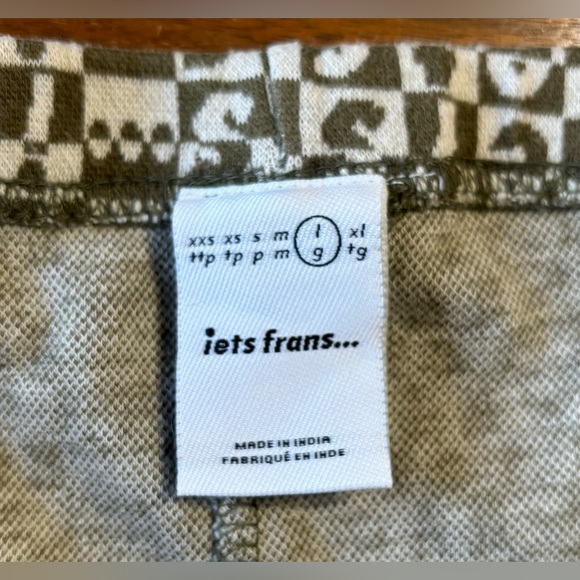 xxs xs s m l xl
ttp tp p m g tg
iets frans...
MADE IN INDIA
FABRIQUÉ EN INDE